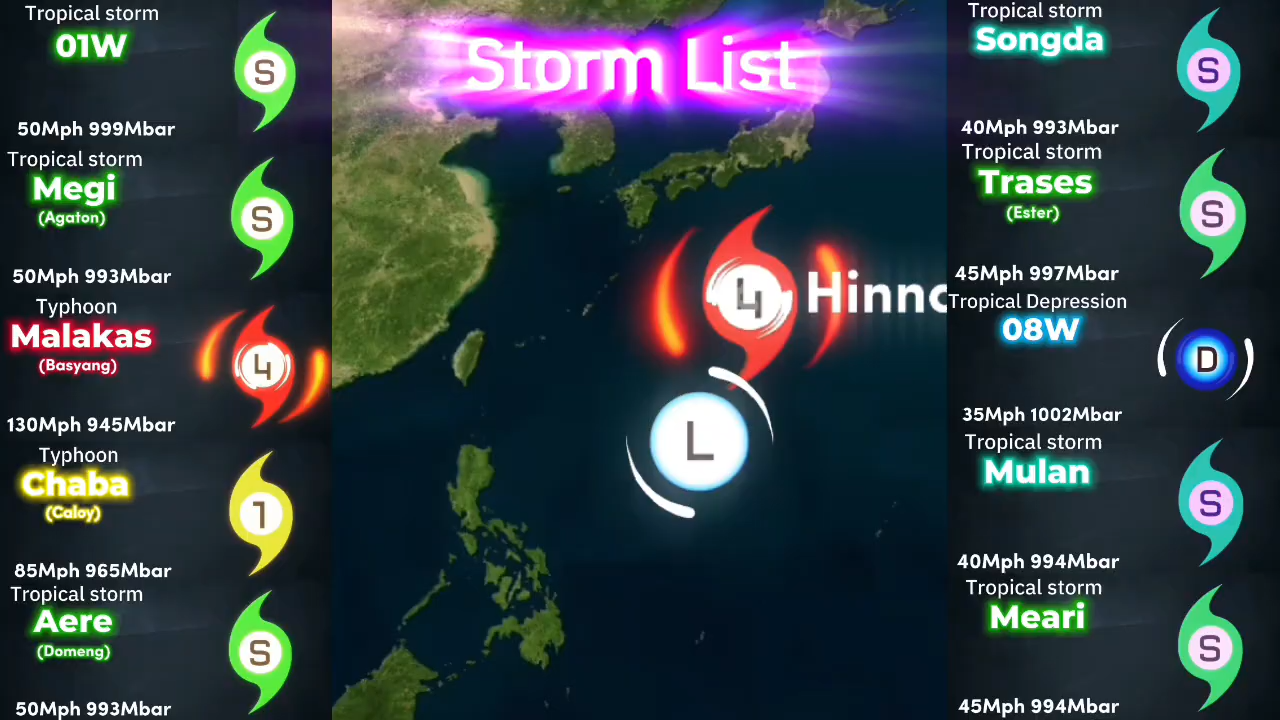 Tropical storm
01W
S
50Mph 999Mbar
Tropical storm
Megi
(Agaton)
S
50Mph 993Mbar
Typhoon
Malakas
(Basyang)
4
130Mph 945Mbar
Typhoon
Chaba
(Caloy)
1
85Mph 965Mbar
Tropical storm
Aere
(Domeng)
S
50Mph 993Mbar
Storm List
4
Hinnc
L
Tropical storm
Songda
S
40Mph 993Mbar
Tropical storm
Trases
(Ester)
S
45Mph 997Mbar
Tropical Depression
08W
D
35Mph 1002Mbar
Tropical storm
Mulan
S
40Mph 994Mbar
Tropical storm
Meari
S
45Mph 994Mbar